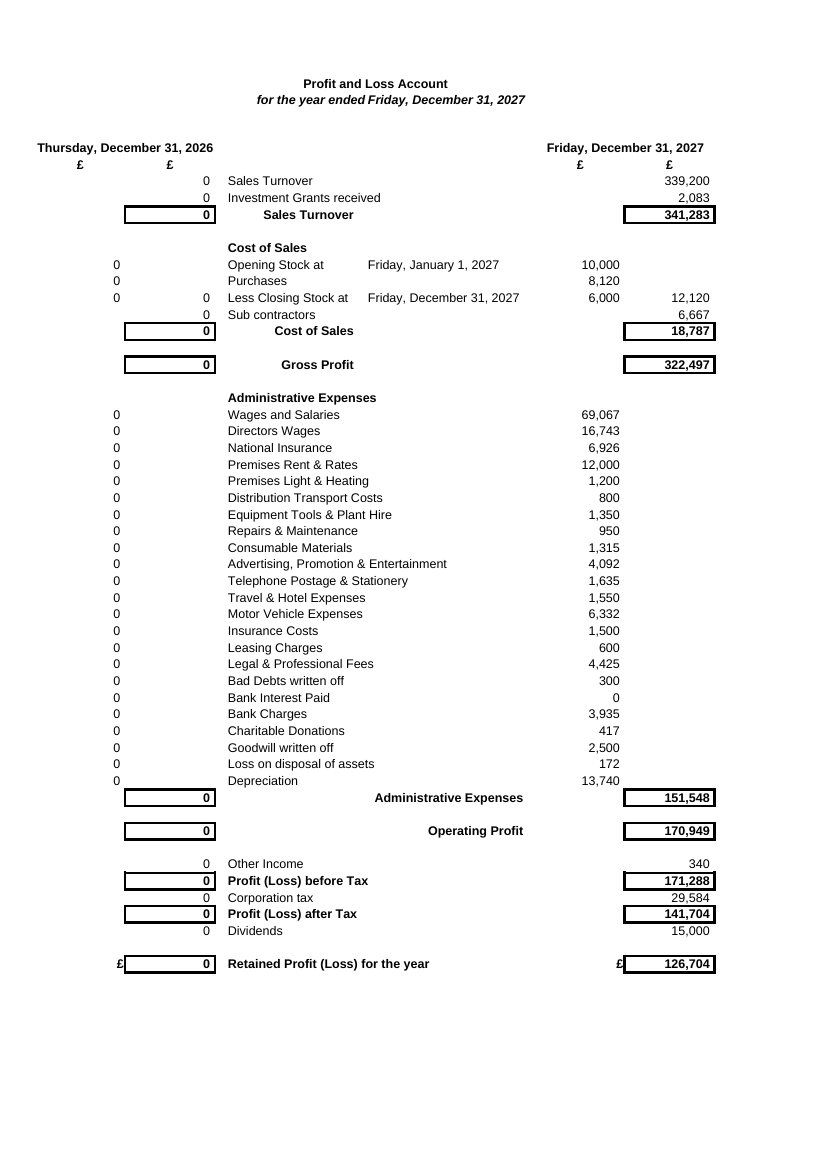 Profit and Loss Account
for the year ended Friday, December 31, 2027
Thursday, December 31, 2026 Friday, December 31, 2027
£ £ £ £
0 Sales Turnover 339,200
0 Investment Grants received 2,083
0 Sales Turnover 341,283
Cost of Sales
0 Opening Stock at Friday, January 1, 2027 10,000
0 Purchases 8,120
0 0 Less Closing Stock at Friday, December 31, 2027 6,000 12,120
0 Sub contractors 6,667
0 Cost of Sales 18,787
0 Gross Profit 322,497
Administrative Expenses
0 Wages and Salaries 69,067
0 Directors Wages 16,743
0 National Insurance 6,926
0 Premises Rent & Rates 12,000
0 Premises Light & Heating 1,200
0 Distribution Transport Costs 800
0 Equipment Tools & Plant Hire 1,350
0 Repairs & Maintenance 950
0 Consumable Materials 1,315
0 Advertising, Promotion & Entertainment 4,092
0 Telephone Postage & Stationery 1,635
0 Travel & Hotel Expenses 1,550
0 Motor Vehicle Expenses 6,332
0 Insurance Costs 1,500
0 Leasing Charges 600
0 Legal & Professional Fees 4,425
0 Bad Debts written off 300
0 Bank Interest Paid 0
0 Bank Charges 3,935
0 Charitable Donations 417
0 Goodwill written off 2,500
0 Loss on disposal of assets 172
0 Depreciation 13,740
0 Administrative Expenses 151,548
0 Operating Profit 170,949
0 Other Income 340
0 Profit (Loss) before Tax 171,288
0 Corporation tax 29,584
0 Profit (Loss) after Tax 141,704
0 Dividends 15,000
£ 0 Retained Profit (Loss) for the year £ 126,704